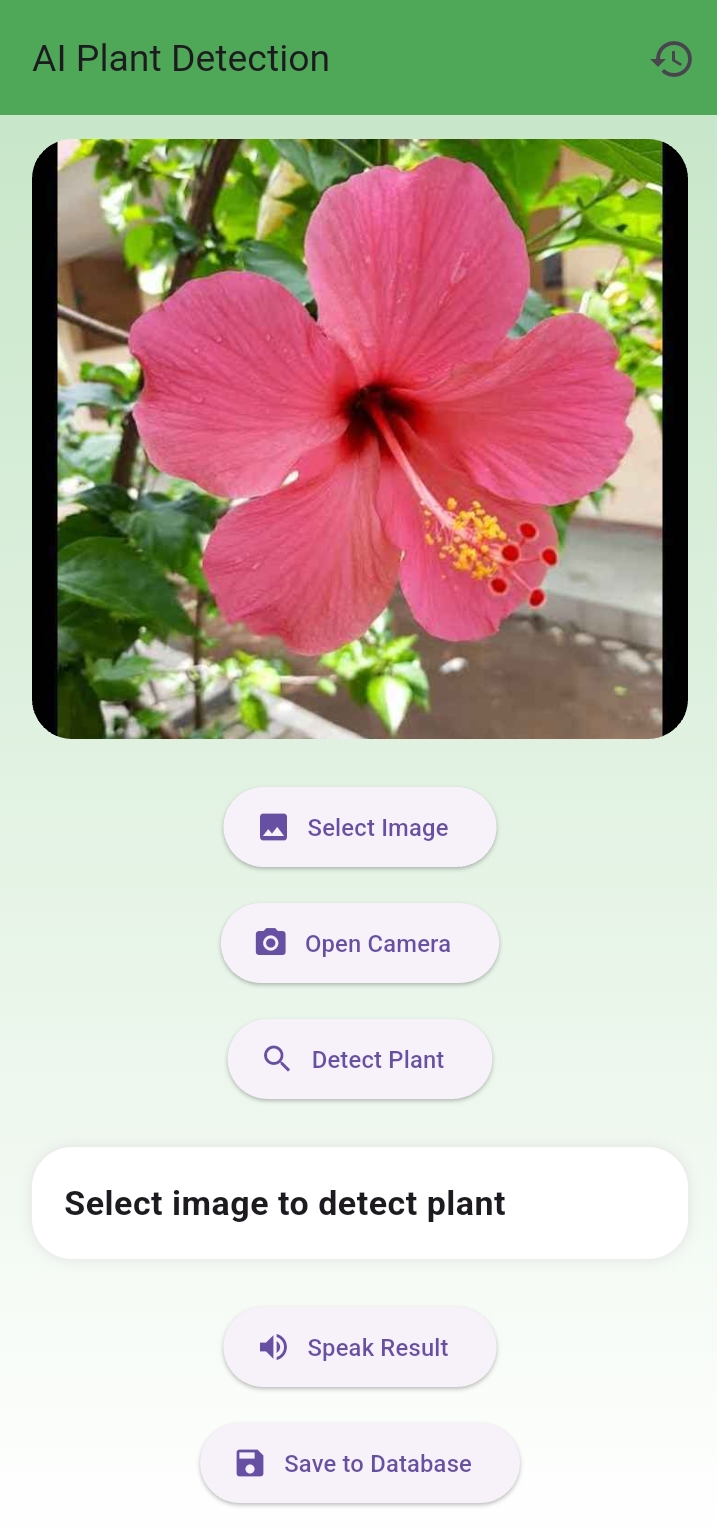 AI Plant Detection
Select Image
Open Camera
Detect Plant
Select image to detect plant
Speak Result
Save to Database